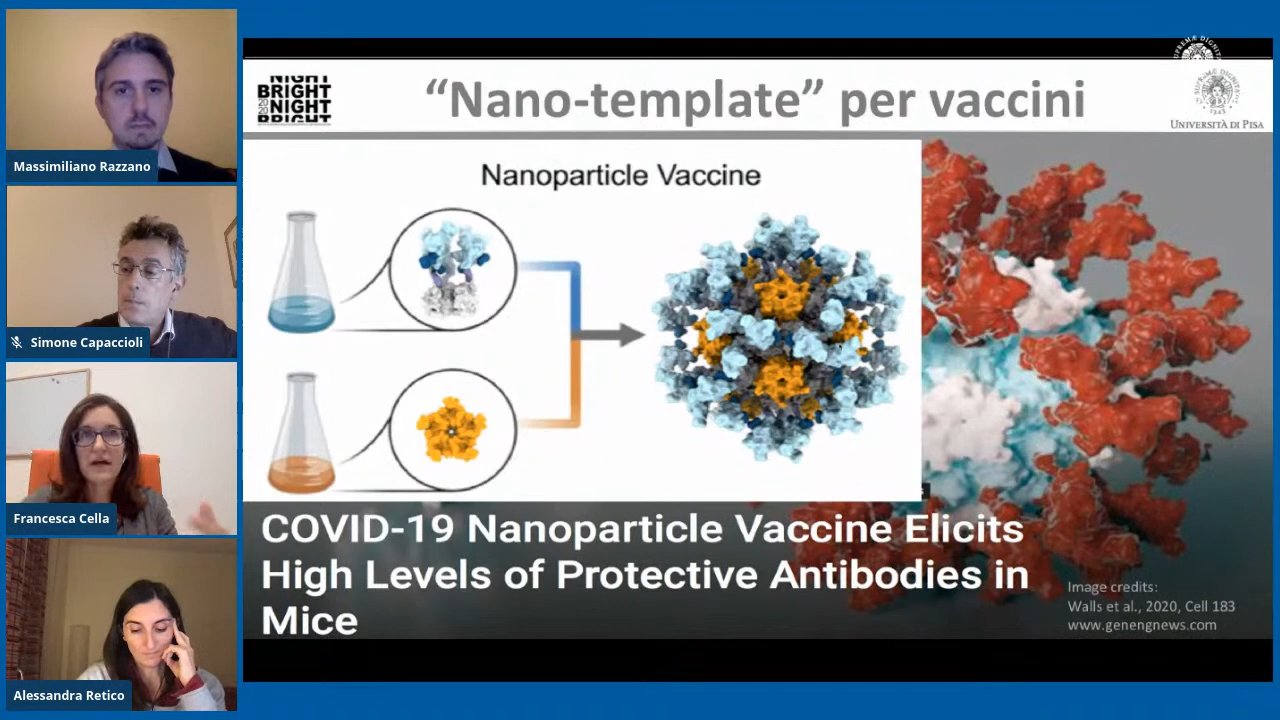 Massimiliano Razzano
Simone Capaccioli
Francesca Cella
Alessandra Retico
NIGHT
BRIGHT
NIGHT
BRIGHT
“Nano-template” per vaccini
UNIVERSITÀ DI PISA
Nanoparticle Vaccine
COVID-19 Nanoparticle Vaccine Elicits
High Levels of Protective Antibodies in
Mice
Image credits:
Walls et al., 2020, Cell 183
www.genengnews.com